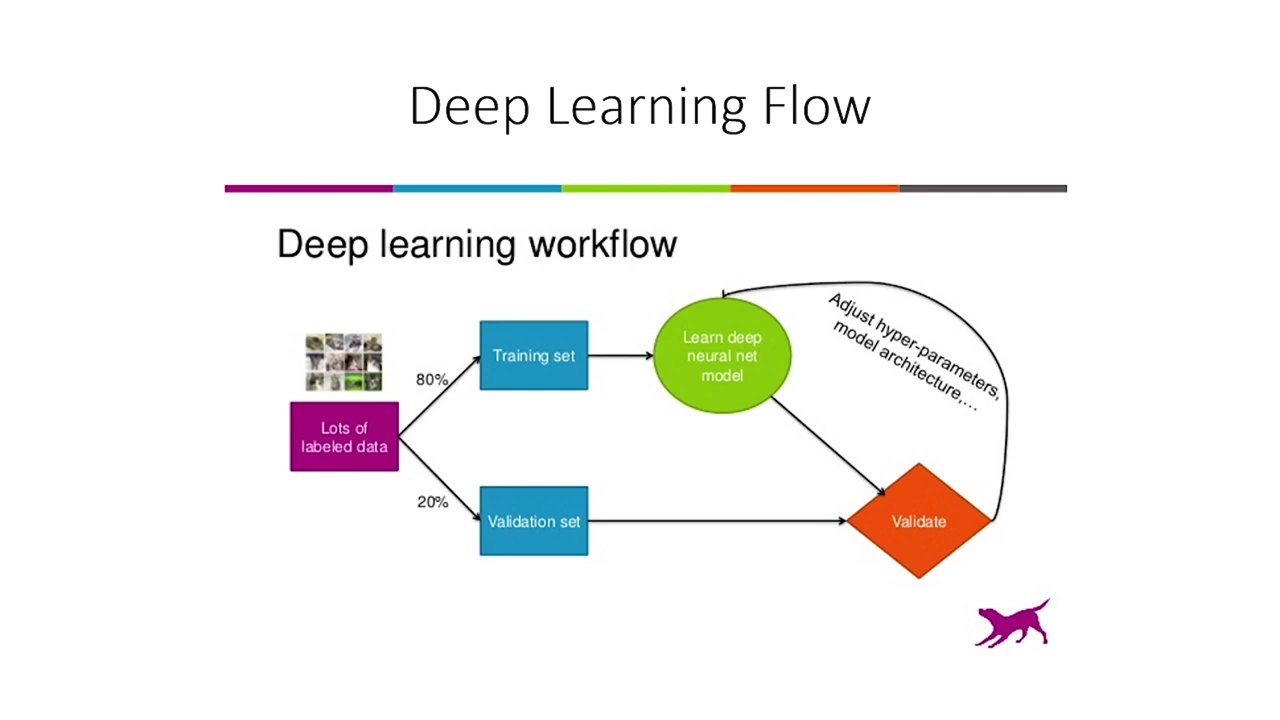 Deep Learning Flow
Deep learning workflow
Lots of
labeled data
80%
20%
Training set
Validation set
Learn deep
neural net
model
Validate
Adjust hyper-parameters,
model architecture,...